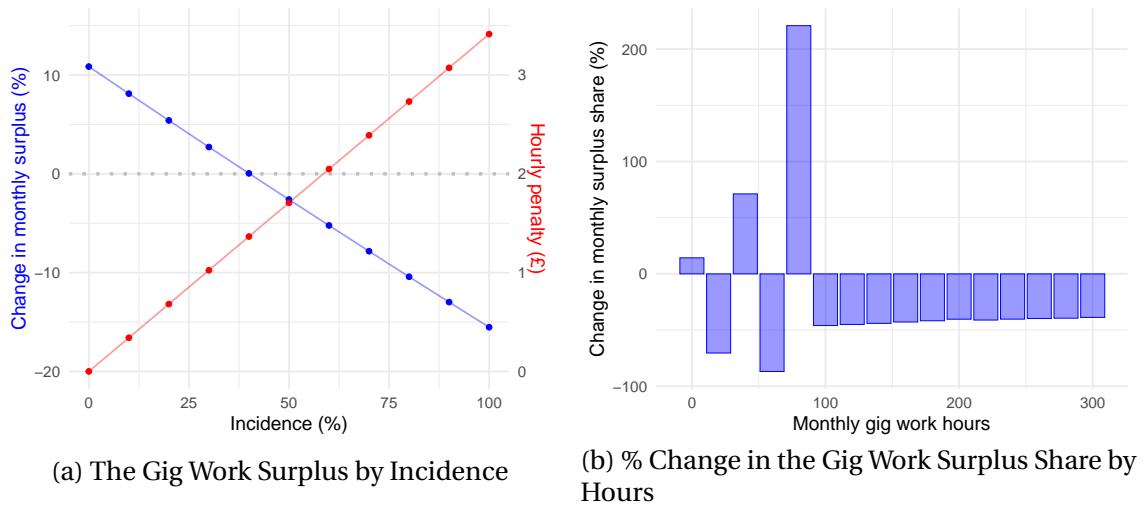 Change in monthly surplus (%)
10
0
−10
−20
3
2
1
0
Hourly penalty (£)
0
25
50
75
100
Incidence (%)
(a) The Gig Work Surplus by Incidence
Change in monthly surplus share (%)
200
100
0
−100
0
100
200
300
Monthly gig work hours
(b) % Change in the Gig Work Surplus Share by
Hours